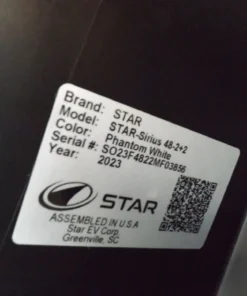 Brand: STAR
Model: STAR-Sirius 48-2+2
Color: Phantom White
Serial #: SO23F4822MF03856
Year: 2023
STAR
ASSEMBLED IN U.S.A
Star EV Corp.
Greenville, SC